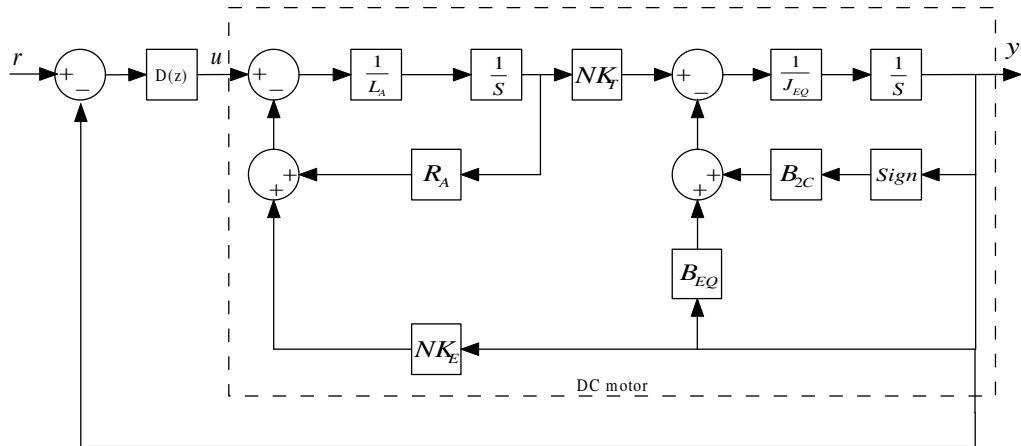 r
+
−
D(z)
u
+
−
1
L_A
1
S
NK_T
+
−
1
J_EQ
1
S
y
+
+
R_A
+
+
B_2C
Sign
B_EQ
NK_E
DC motor